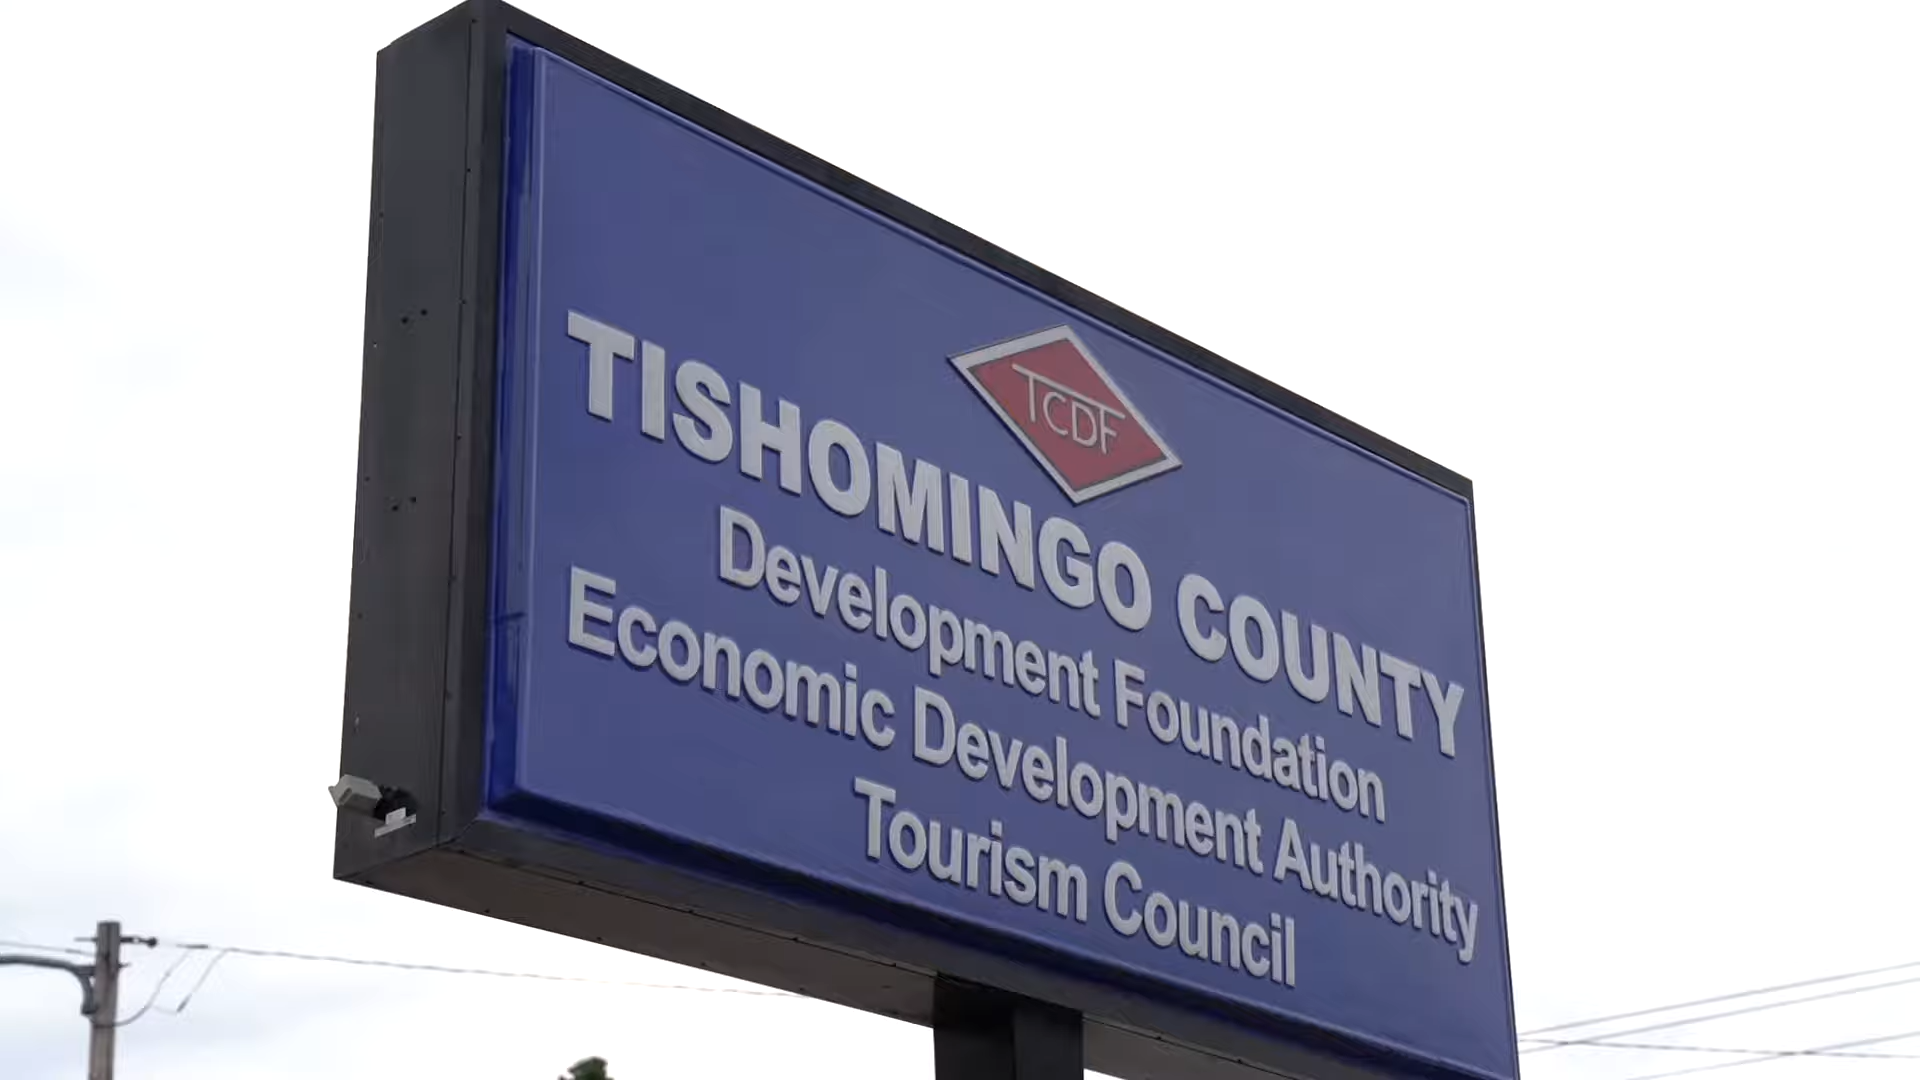 TCDF
TISHOMINGO COUNTY
Development Foundation
Economic Development Authority
Tourism Council